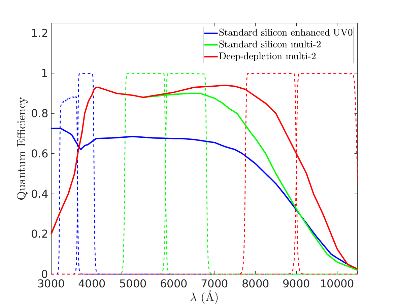 1.2
1
0.8
0.6
0.4
0.2
0
Quantum Efficiency
Standard silicon enhanced UV0
Standard silicon multi-2
Deep-depletion multi-2
3000 4000 5000 6000 7000 8000 9000 10000
λ (Å)